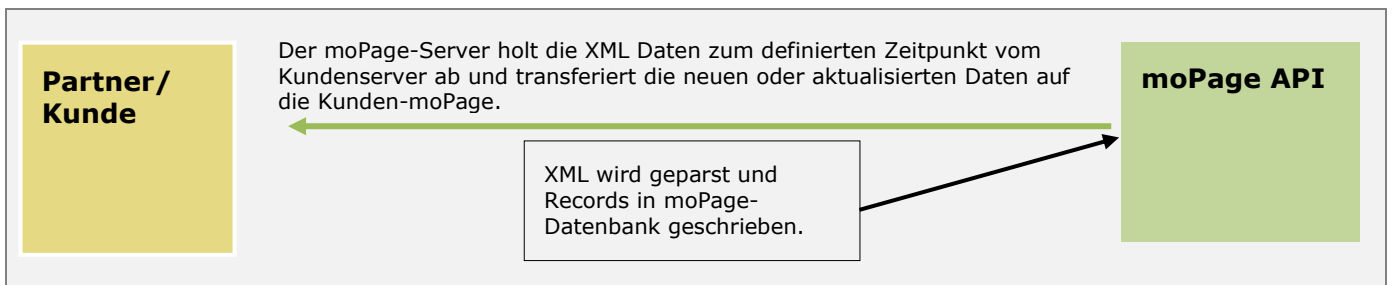 Partner/
Kunde
Der moPage-Server holt die XML Daten zum definierten Zeitpunkt vom
Kundenserver ab und transferiert die neuen oder aktualisierten Daten auf
die Kunden-moPage.
moPage API
XML wird geparst und
Records in moPage-
Datenbank geschrieben.